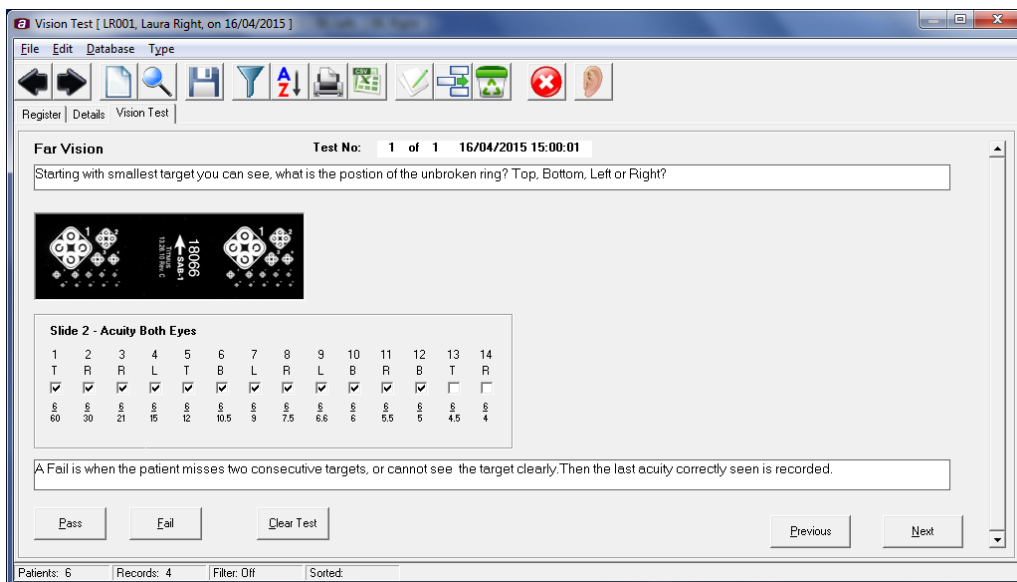 Vision Test [ LR001, Laura Right, on 16/04/2015 ]
File Edit Database Type
A
Z
CSV
Register Details Vision Test
Far Vision Test No: 1 of 1 16/04/2015 15:00:01
Starting with smallest target you can see, what is the postion of the unbroken ring? Top, Bottom, Left or Right?
1 2
18066
SAB-1
Titmus
1 2
Slide 2 - Acuity Both Eyes
1 2 3 4 5 6 7 8 9 10 11 12 13 14
T R R L T B L R L B R B T R
6 6 6 6 6 6 6 6 6 6 6 6 6 6
60 30 21 15 12 10.5 9 7.5 6.6 6 5.5 5 4.5 4
A Fail is when the patient misses two consecutive targets, or cannot see the target clearly.Then the last acuity correctly seen is recorded.
Pass Fail Clear Test Previous Next
Patients: 6 Records: 4 Filter: Off Sorted: